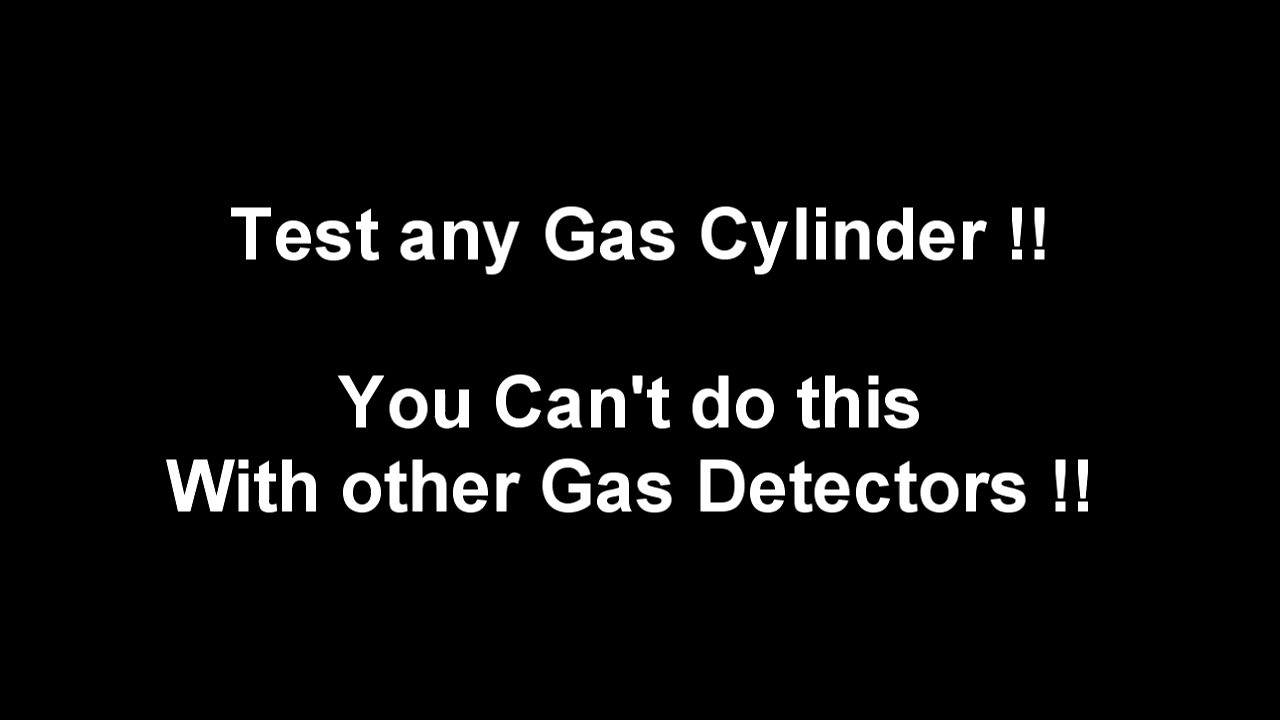 Test any Gas Cylinder !!
You Can't do this
With other Gas Detectors !!